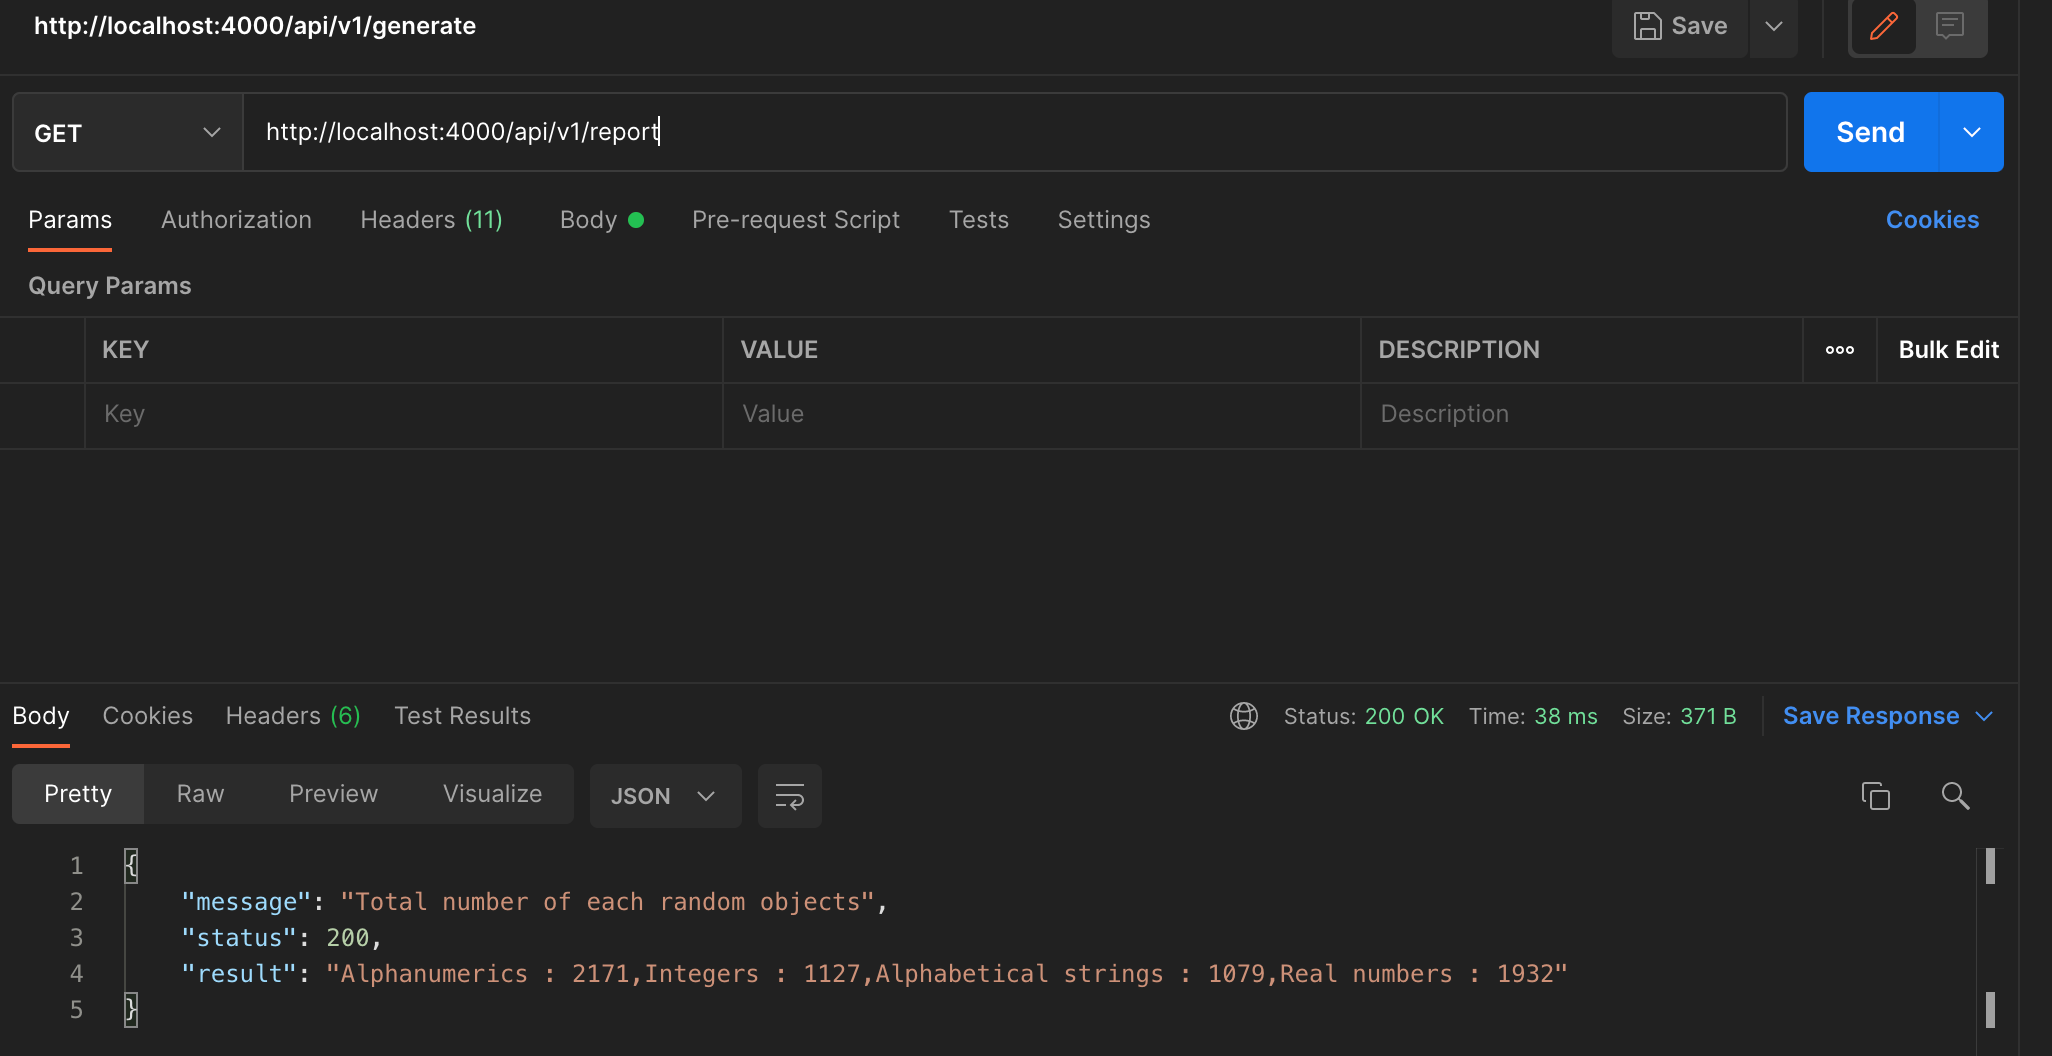 http://localhost:4000/api/v1/generate
Save
GET
http://localhost:4000/api/v1/report
Send
Params Authorization Headers (11) Body Pre-request Script Tests Settings Cookies
Query Params
KEY VALUE DESCRIPTION Bulk Edit
Key Value Description
Body Cookies Headers (6) Test Results Status: 200 OK Time: 38 ms Size: 371 B Save Response
Pretty Raw Preview Visualize JSON
1 {
2 "message": "Total number of each random objects",
3 "status": 200,
4 "result": "Alphanumerics : 2171,Integers : 1127,Alphabetical strings : 1079,Real numbers : 1932"
5 }